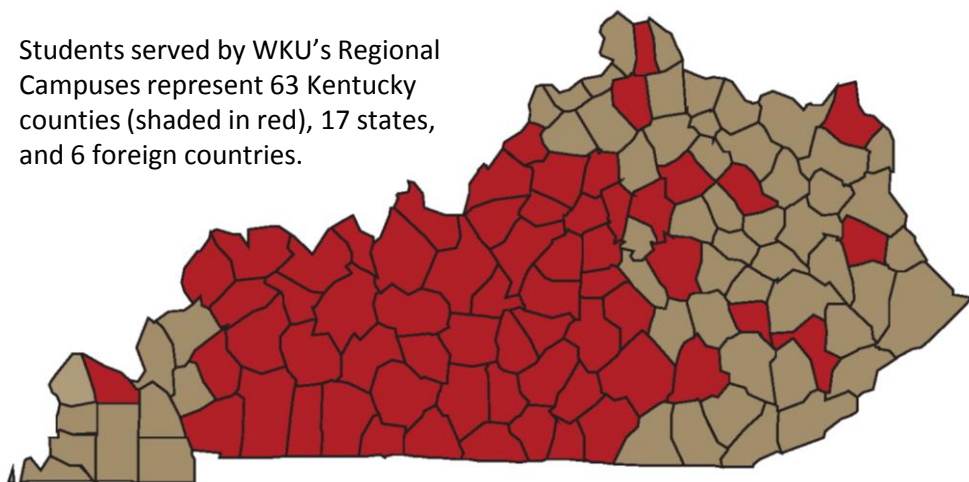 Students served by WKU’s Regional
Campuses represent 63 Kentucky
counties (shaded in red), 17 states,
and 6 foreign countries.